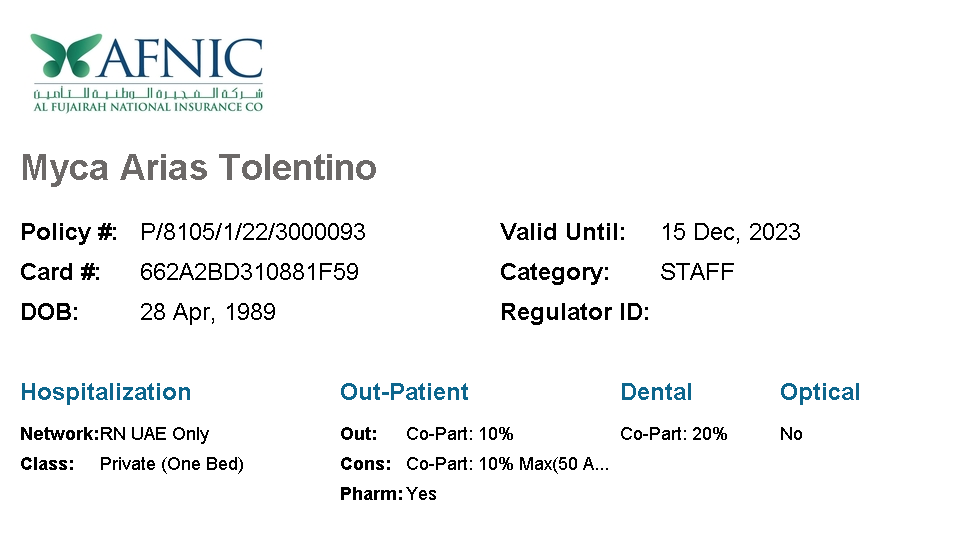 AFNIC
شركة الفجيرة الوطنية للتأمين
AL FUJAIRAH NATIONAL INSURANCE CO
Myca Arias Tolentino
Policy #: P/8105/1/22/3000093 Valid Until: 15 Dec, 2023
Card #: 662A2BD310881F59 Category: STAFF
DOB: 28 Apr, 1989 Regulator ID:
Hospitalization Out-Patient Dental Optical
Network: RN UAE Only Out: Co-Part: 10% Co-Part: 20% No
Class: Private (One Bed) Cons: Co-Part: 10% Max(50 A...
Pharm: Yes